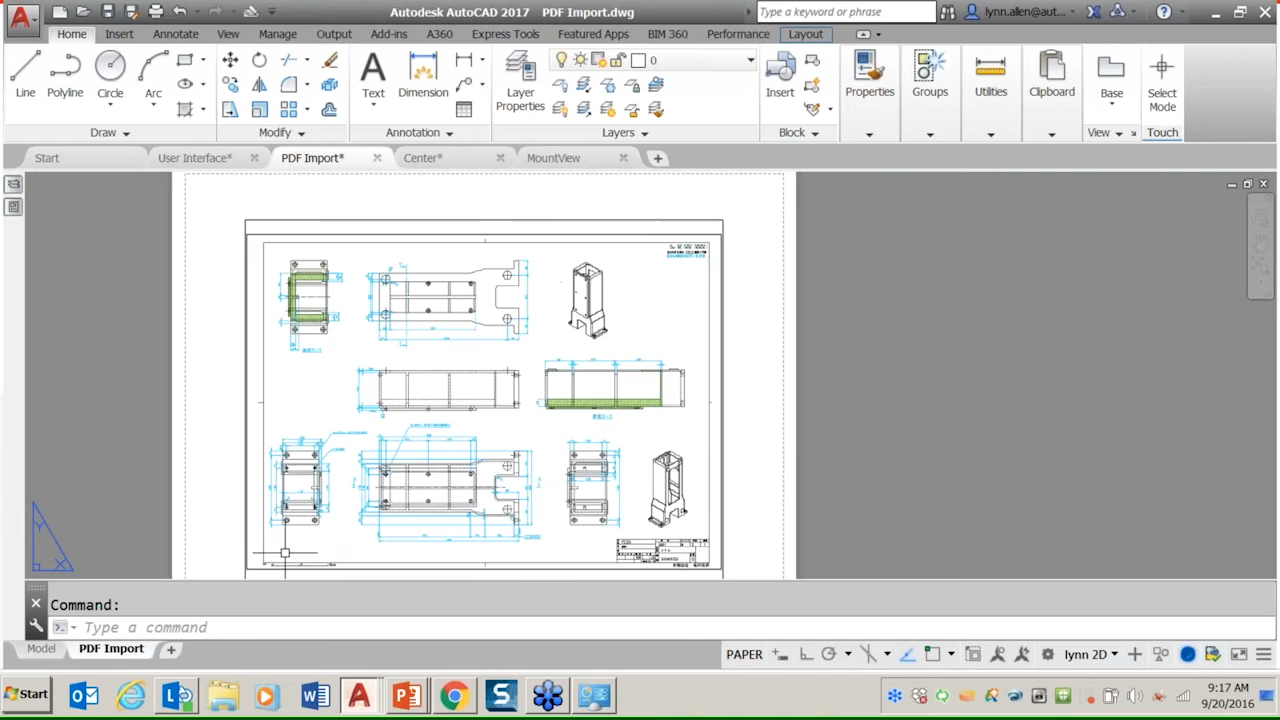 Autodesk AutoCAD 2017 PDF Import.dwg
Type a keyword or phrase
lynn.allen@aut...
Home Insert Annotate View Manage Output Add-ins A360 Express Tools Featured Apps BIM 360 Performance Layout
0
Line Polyline Circle Arc
Text Dimension
Layer Properties
Insert
Properties Groups Utilities Clipboard Base Select Mode
Draw Modify Annotation Layers Block View Touch
Start User Interface* PDF Import* Center* MountView
Y
X
Command:
Type a command
Model PDF Import
PAPER
lynn 2D
Start
9:17 AM
9/20/2016